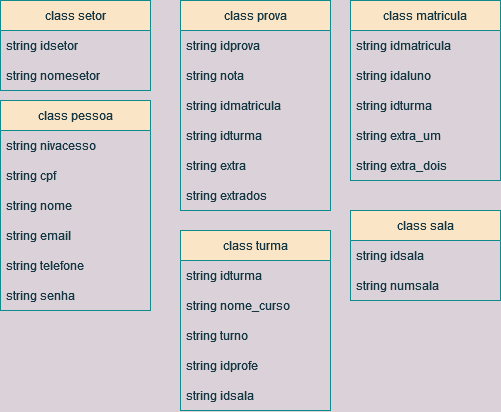 class setor
string idsetor
string nomesetor
class pessoa
string nivacesso
string cpf
string nome
string email
string telefone
string senha
class prova
string idprova
string nota
string idmatricula
string idturma
string extra
string extrados
class turma
string idturma
string nome_curso
string turno
string idprofe
string idsala
class matricula
string idmatricula
string idaluno
string idturma
string extra_um
string extra_dois
class sala
string idsala
string numsala